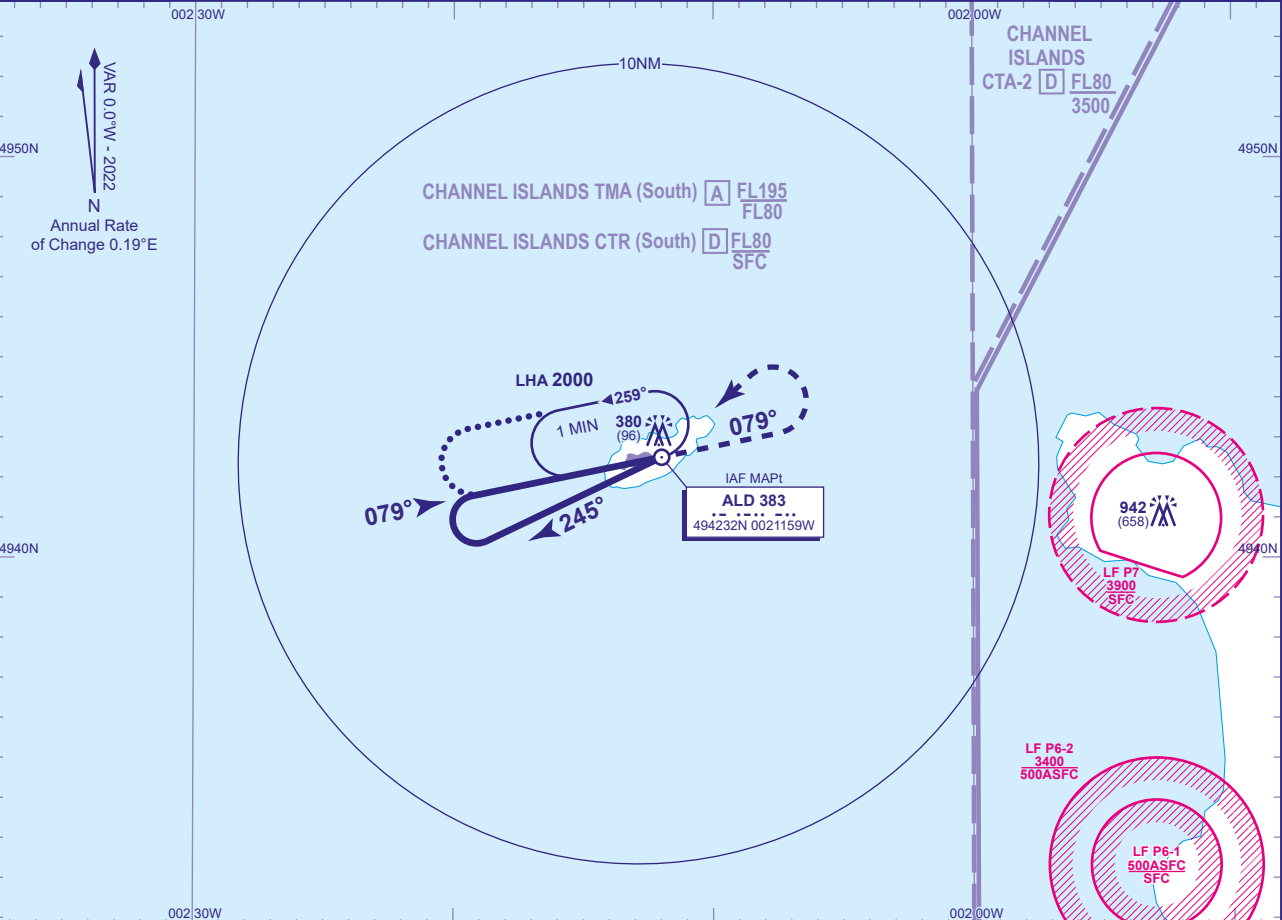 002 30W
002 00W
10NM
CHANNEL
ISLANDS
CTA-2 D FL80
3500
VAR 0.0°W - 2022
N
Annual Rate
of Change 0.19°E
4950N
4950N
CHANNEL ISLANDS TMA (South) A FL195
FL80
CHANNEL ISLANDS CTR (South) D FL80
SFC
LHA 2000
259°
1 MIN
380
(96)
079°
079°
245°
IAF MAPt
ALD 383
.- .-.. -..
494232N 0021159W
942
(658)
4940N
4940N
LF P7
3900
SFC
LF P6-2
3400
500ASFC
LF P6-1
500ASFC
SFC
002 30W
002 00W